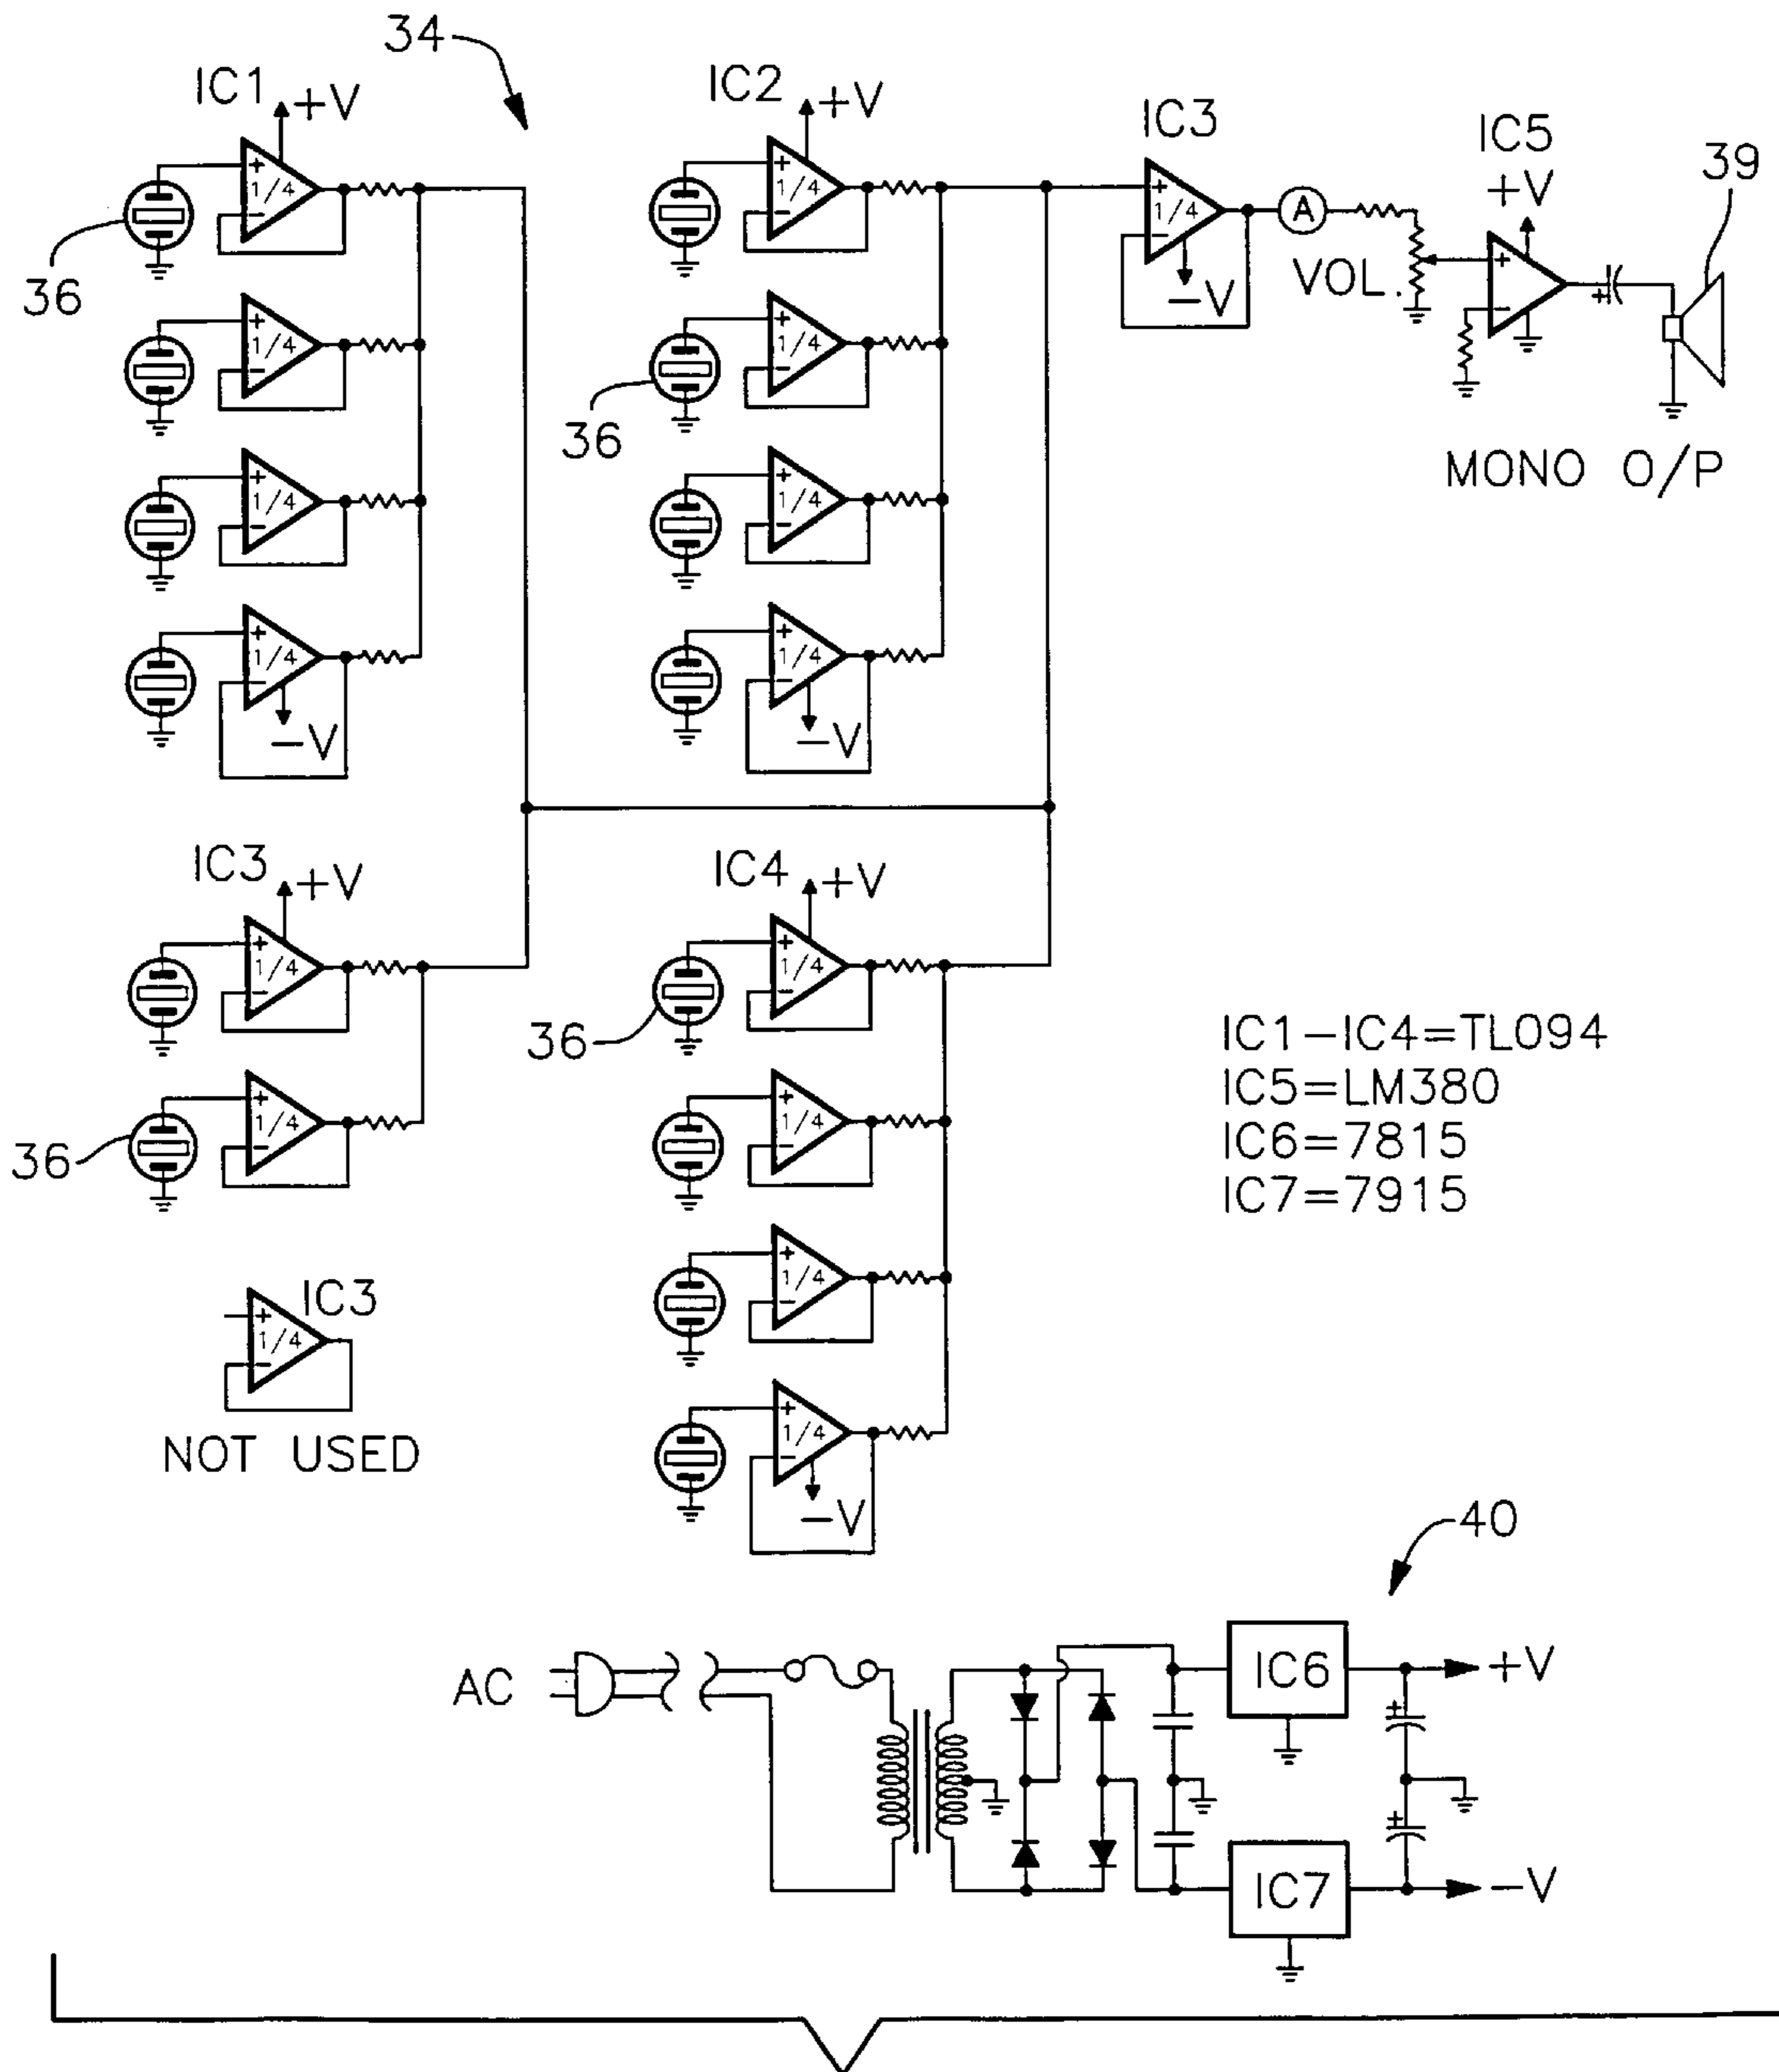 34
IC1
+V
IC2
+V
IC3
IC5
+V
39
+
1/4
−
+
1/4
−
+
1/4
−
A
VOL.
−V
+
−
+
36
+
1/4
−
+
1/4
−
36
MONO O/P
+
1/4
−
+
1/4
−
+
1/4
−
−V
+
1/4
−
−V
IC3
+V
IC4
+V
+
1/4
−
+
1/4
−
36
IC1−IC4=TL094
IC5=LM380
IC6=7815
IC7=7915
+
1/4
−
36
+
1/4
−
IC3
+
1/4
−
NOT USED
+
1/4
−
+
1/4
−
−V
40
AC
IC6
+V
+
+
IC7
−V